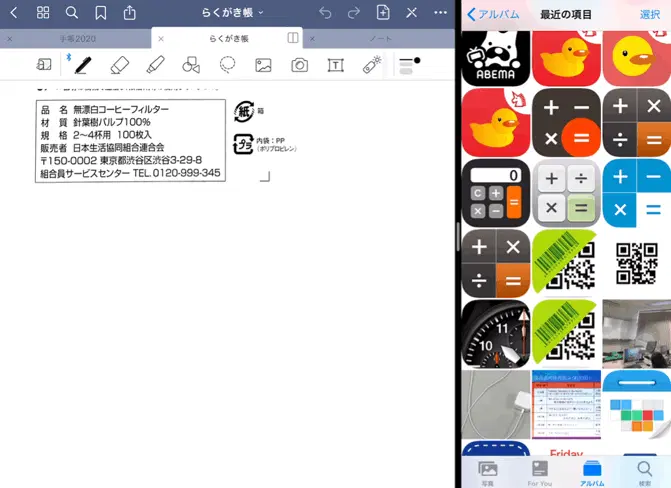 らくがき帳
手帳2020
らくがき帳
ノート
品 名 無漂白コーヒーフィルター
材 質 針葉樹パルプ100%
規 格 2〜4杯用 100枚入
販売者 日本生活協同組合連合会
〒150-0002 東京都渋谷区渋谷3-29-8
組合員サービスセンター TEL.0120-999-345
紙 箱
プラ 内袋:PP
(ポリプロピレン)
アルバム 最近の項目 選択
ABEMA
+ − × =
+ × ÷ =
0
C + × =
+ ÷ × =
+ − × =
+ × ÷ =
11
10
Friday
写真 For You アルバム 検索